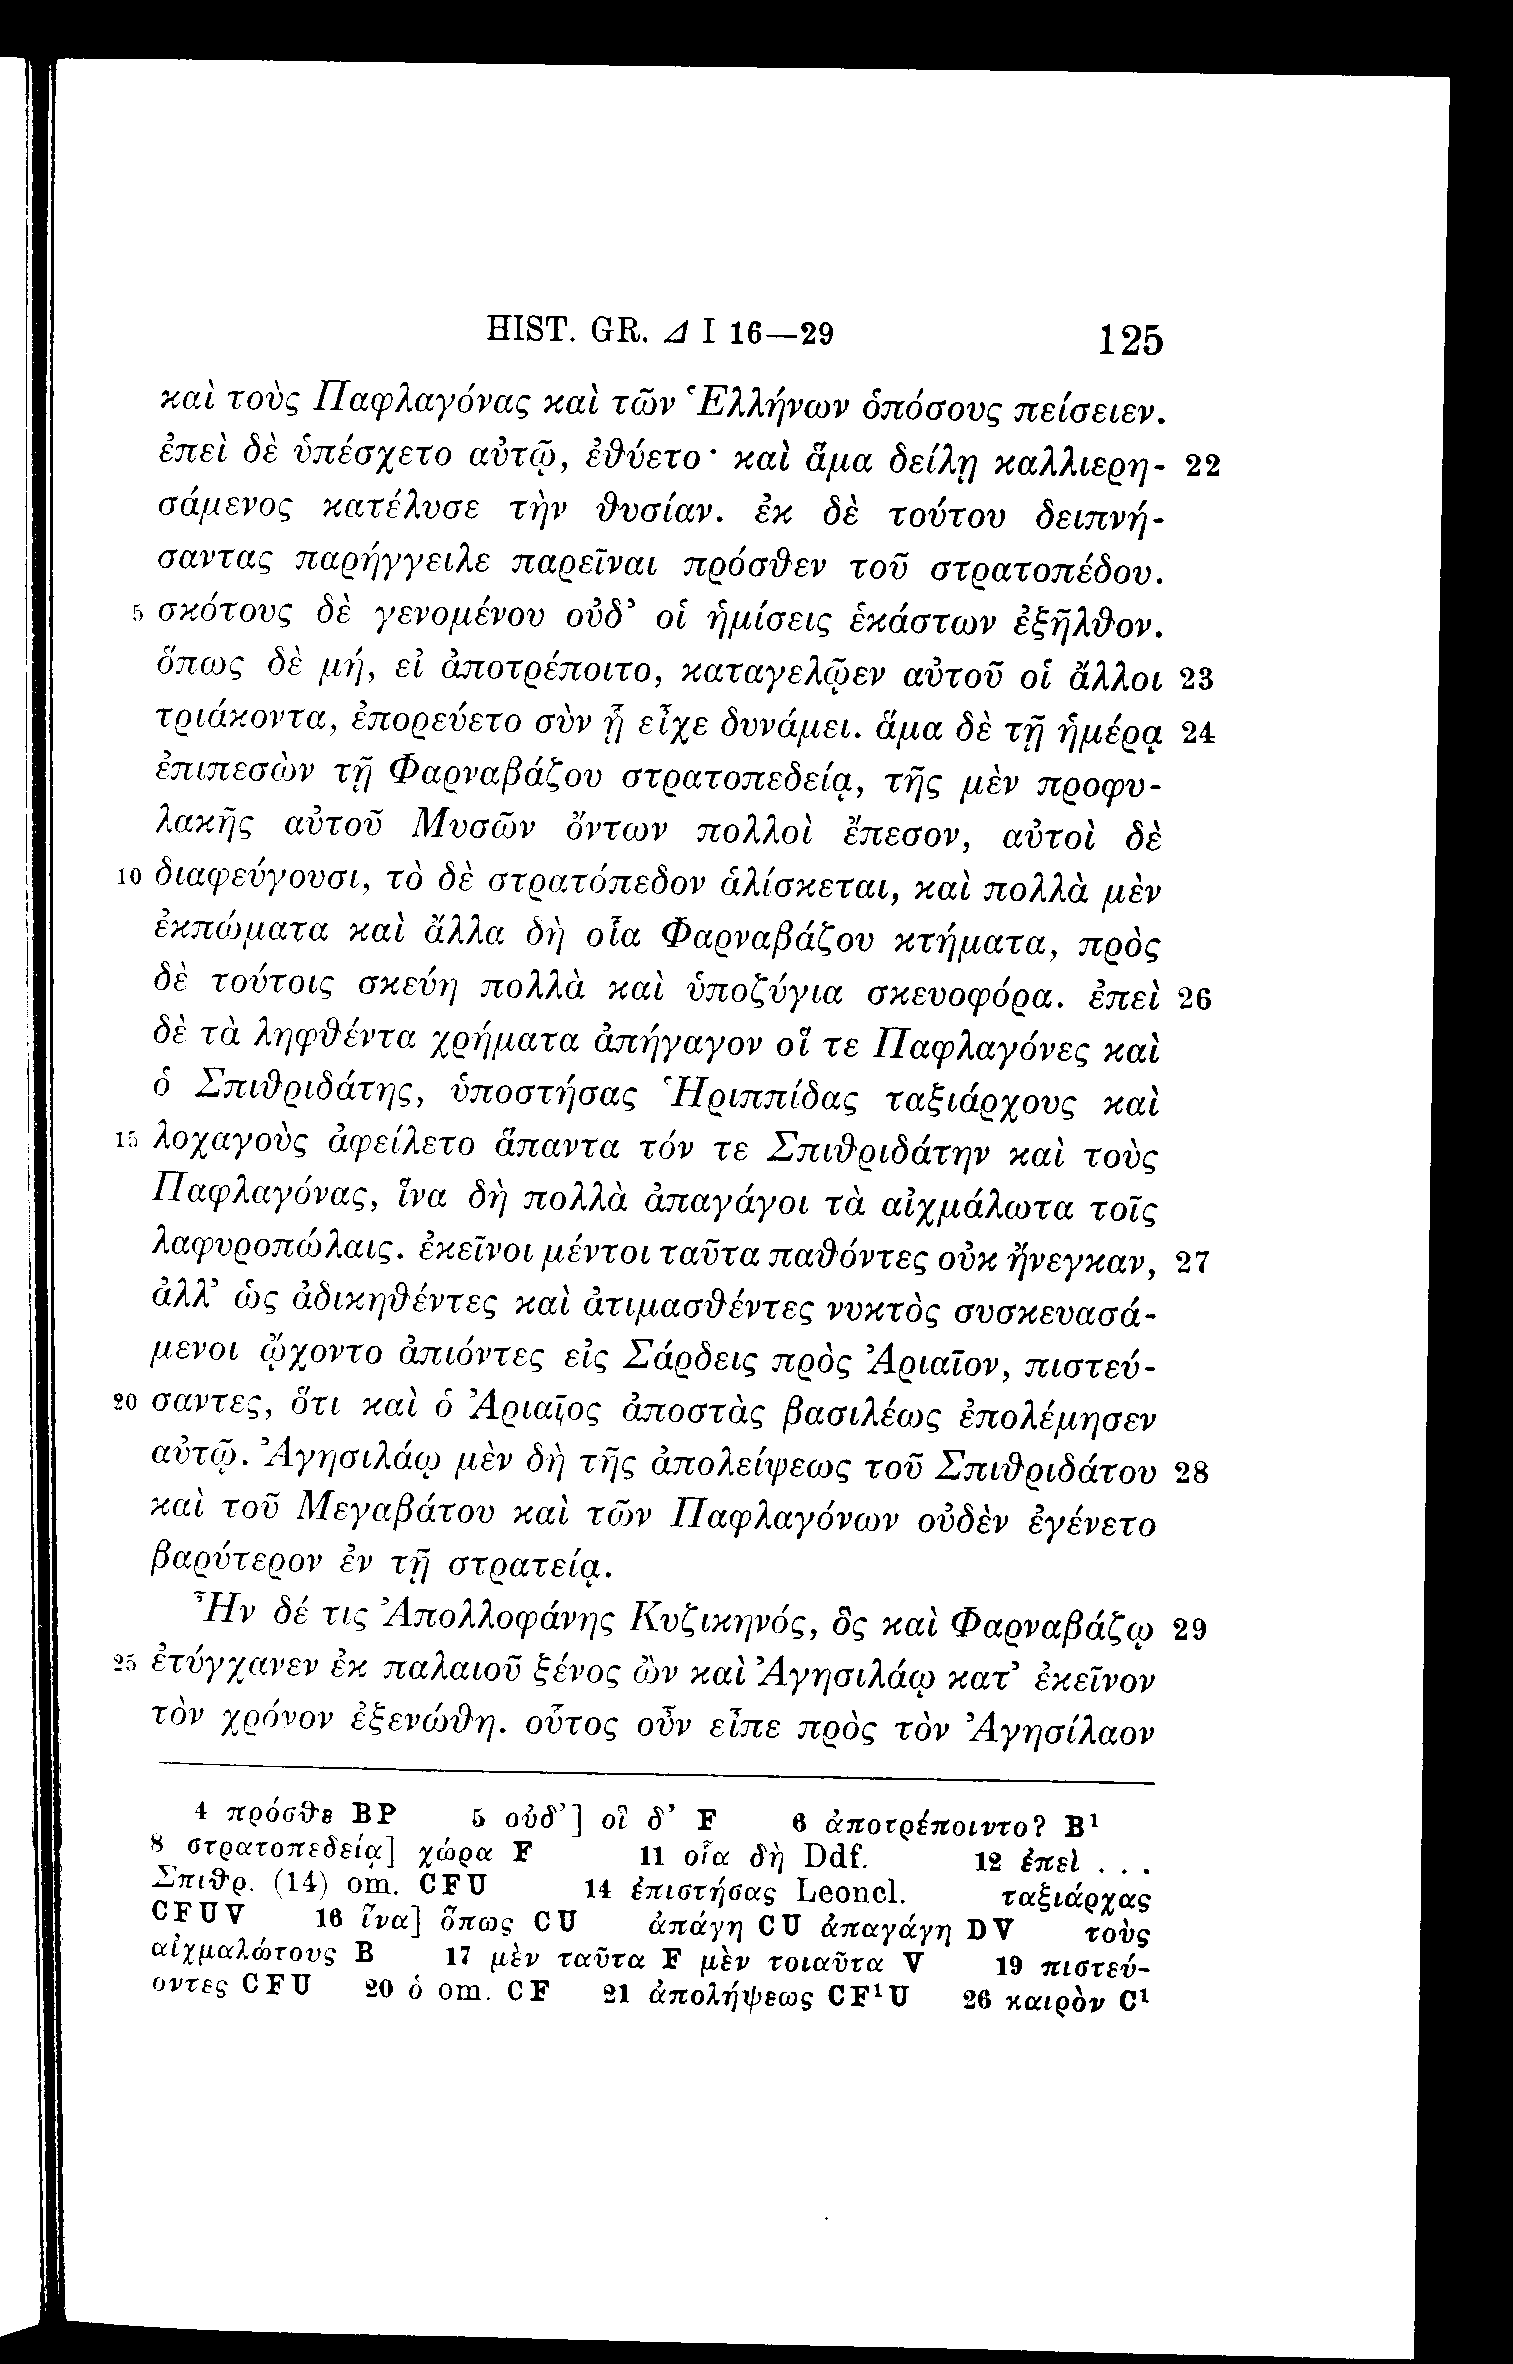 HIST. GR. Δ I 16—29 125
καὶ τοὺς Παφλαγόνας καὶ τῶν Ἑλλήνων ὁπόσους πείσειεν.
ἐπεὶ δὲ ὑπέσχετο αὐτῷ, ἐθύετο· καὶ ἅμα δείλῃ καλλιερη- 22
σάμενος κατέλυσε τὴν θυσίαν. ἐκ δὲ τούτου δειπνή-
σαντας παρήγγειλε παρεῖναι πρόσθεν τοῦ στρατοπέδου.
5 σκότους δὲ γενομένου οὐδ’ οἱ ἡμίσεις ἑκάστων ἐξῆλθον.
ὅπως δὲ μή, εἰ ἀποτρέποιτο, καταγελῷεν αὐτοῦ οἱ ἄλλοι 23
τριάκοντα, ἐπορεύετο σὺν ᾗ εἶχε δυνάμει. ἅμα δὲ τῇ ἡμέρᾳ 24
ἐπιπεσὼν τῇ Φαρναβάζου στρατοπεδείᾳ, τῆς μὲν προφυ-
λακῆς αὐτοῦ Μυσῶν ὄντων πολλοὶ ἔπεσον, αὐτοὶ δὲ
10 διαφεύγουσι, τὸ δὲ στρατόπεδον ἁλίσκεται, καὶ πολλὰ μὲν
ἐκπώματα καὶ ἄλλα δὴ οἷα Φαρναβάζου κτήματα, πρὸς
δὲ τούτοις σκεύη πολλὰ καὶ ὑποζύγια σκευοφόρα. ἐπεὶ 26
δὲ τὰ ληφθέντα χρήματα ἀπήγαγον οἵ τε Παφλαγόνες καὶ
ὁ Σπιθριδάτης, ὑποστήσας Ἡριππίδας ταξιάρχους καὶ
15 λοχαγοὺς ἀφείλετο ἅπαντα τόν τε Σπιθριδάτην καὶ τοὺς
Παφλαγόνας, ἵνα δὴ πολλὰ ἀπαγάγοι τὰ αἰχμάλωτα τοῖς
λαφυροπώλαις. ἐκεῖνοι μέντοι ταῦτα παθόντες οὐκ ἤνεγκαν, 27
ἀλλ’ ὡς ἀδικηθέντες καὶ ἀτιμασθέντες νυκτὸς συσκευασά-
μενοι ᾤχοντο ἀπιόντες εἰς Σάρδεις πρὸς Ἀριαῖον, πιστεύ-
20 σαντες, ὅτι καὶ ὁ Ἀριαῖος ἀποστὰς βασιλέως ἐπολέμησεν
αὐτῷ. Ἀγησιλάῳ μὲν δὴ τῆς ἀπολείψεως τοῦ Σπιθριδάτου 28
καὶ τοῦ Μεγαβάτου καὶ τῶν Παφλαγόνων οὐδὲν ἐγένετο
βαρύτερον ἐν τῇ στρατείᾳ.
Ἦν δέ τις Ἀπολλοφάνης Κυζικηνός, ὃς καὶ Φαρναβάζῳ 29
25 ἐτύγχανεν ἐκ παλαιοῦ ξένος ὢν καὶ Ἀγησιλάῳ κατ’ ἐκεῖνον
τὸν χρόνον ἐξενώθη. οὗτος οὖν εἶπε πρὸς τὸν Ἀγησίλαον
4 πρόσθε BP 5 οὐδ’] οἳ δ’ F 6 ἀποτρέποιντο? B¹
8 στρατοπεδείᾳ] χώρα F 11 οἷα δὴ Ddf. 12 ἐπεὶ . . .
Σπιθρ. (14) om. CFU 14 ἐπιστήσας Leoncl. ταξιάρχας
CFUV 16 ἵνα] ὅπως CU ἀπάγῃ CU ἀπαγάγῃ DV τοὺς
αἰχμαλώτους B 17 μὲν ταῦτα F μὲν τοιαῦτα V 19 πιστεύ-
οντες CFU 20 ὁ om. CF 21 ἀπολήψεως CF¹U 26 καιρὸν C¹